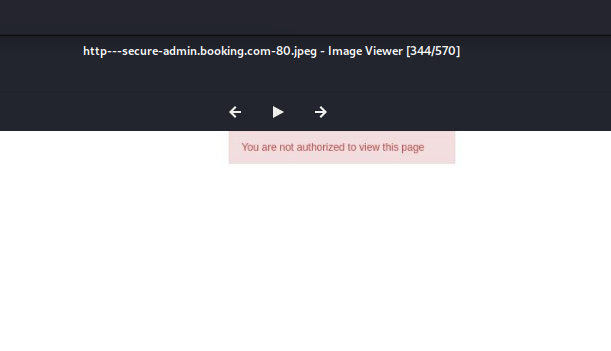 http---secure-admin.booking.com-80.jpeg - Image Viewer [344/570]
You are not authorized to view this page